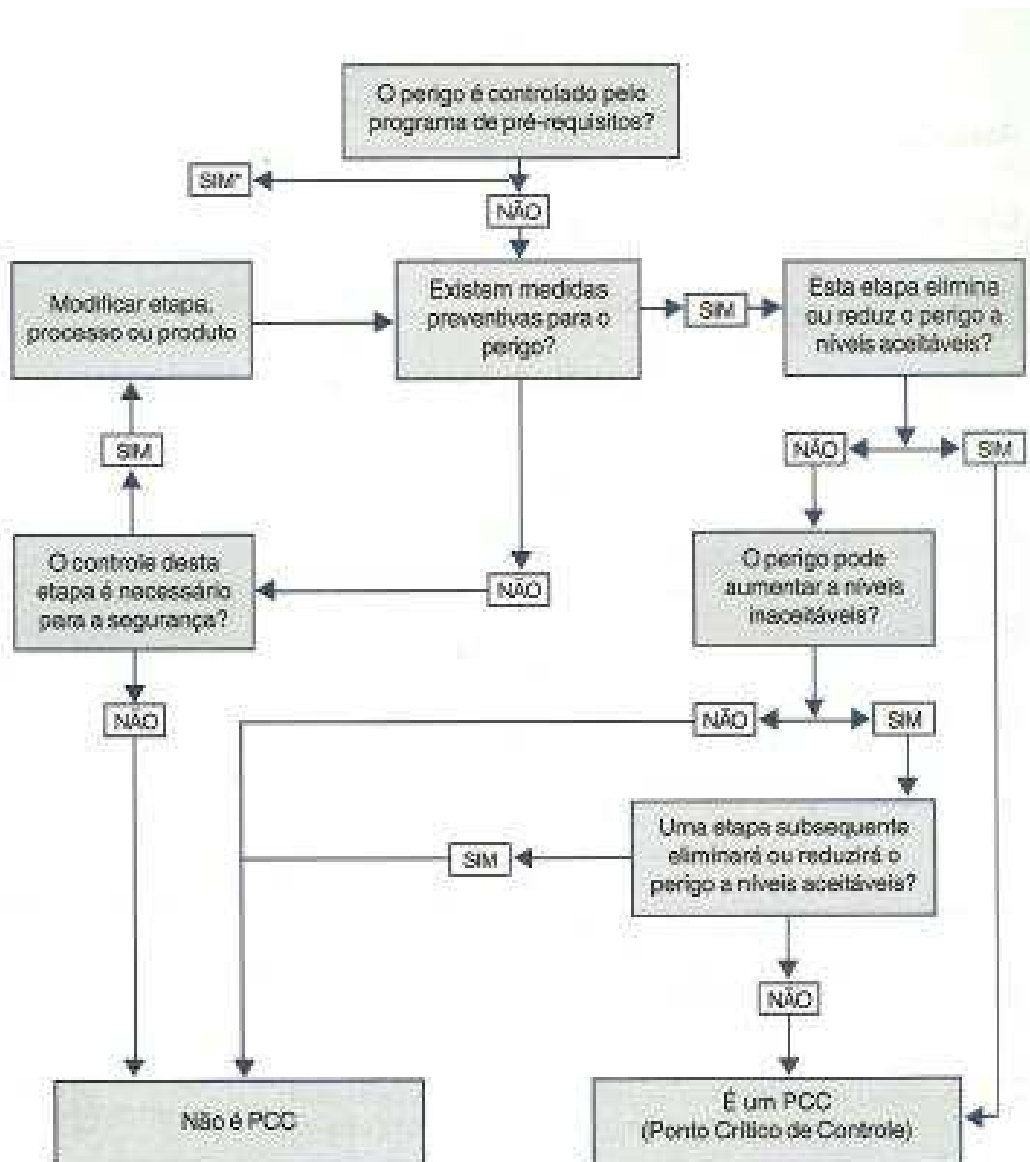 O perigo é controlado pelo
programa de pré-requisitos?
SIM*
NÃO
Modificar etapa,
processo ou produto
Existem medidas
preventivas para o
perigo?
SIM
Esta etapa elimina
ou reduz o perigo a
níveis aceitáveis?
SIM
NÃO
SIM
O controle desta
etapa é necessário
para a segurança?
NÃO
O perigo pode
aumentar a níveis
inaceitáveis?
NÃO
NÃO
SIM
SIM
Uma etapa subsequente
eliminará ou reduzirá o
perigo a níveis aceitáveis?
NÃO
Não é PCC
É um PCC
(Ponto Crítico de Controle)